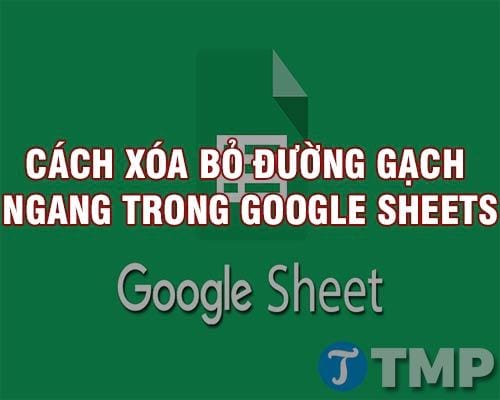 CÁCH XÓA BỎ ĐƯỜNG GẠCH
NGANG TRONG GOOGLE SHEETS
Google Sheet
T TMP